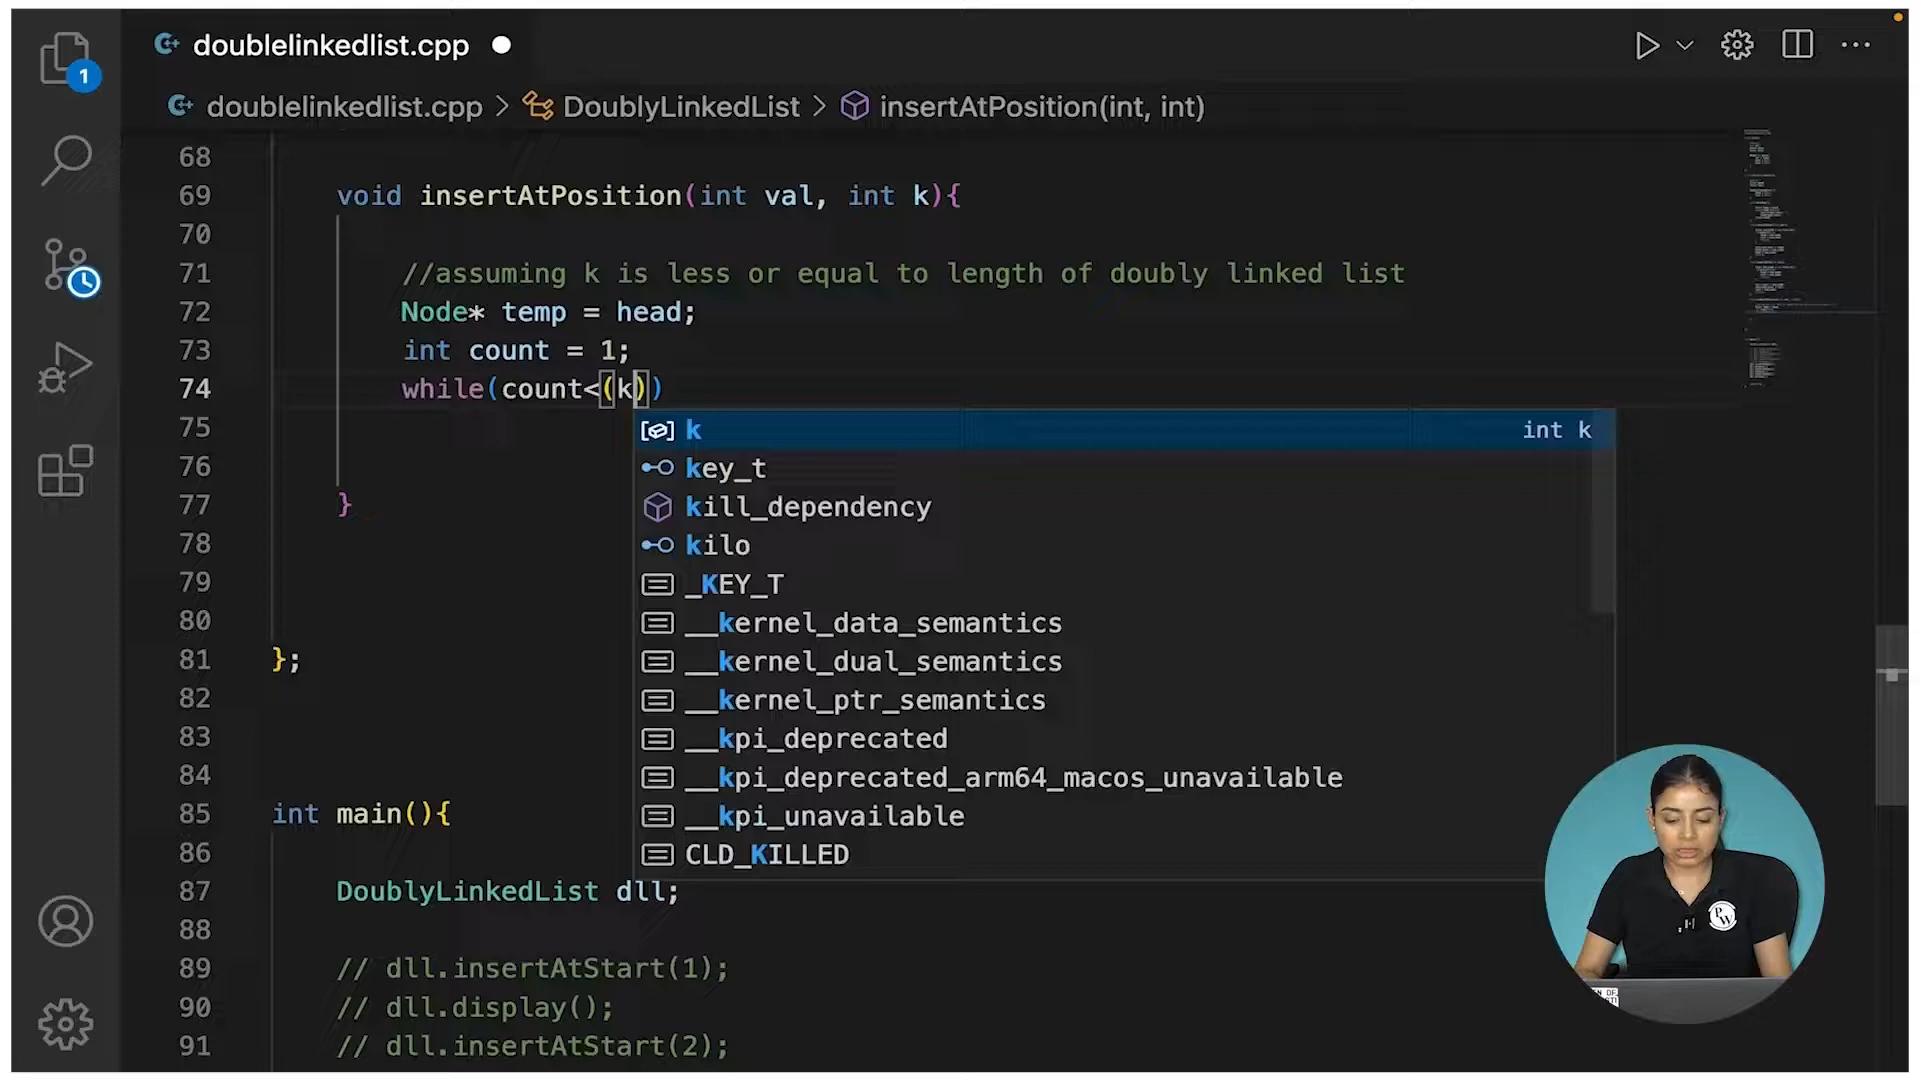 doublelinkedlist.cpp
1
doublelinkedlist.cpp > DoublyLinkedList > insertAtPosition(int, int)
68
69 void insertAtPosition(int val, int k){
70
71 //assuming k is less or equal to length of doubly linked list
72 Node* temp = head;
73 int count = 1;
74 while(count<(k))
75
76
77 }
78
79
80
81 };
82
83
84
85 int main(){
86
87 DoublyLinkedList dll;
88
89 // dll.insertAtStart(1);
90 // dll.display();
91 // dll.insertAtStart(2);
k int k
key_t
kill_dependency
kilo
_KEY_T
__kernel_data_semantics
__kernel_dual_semantics
__kernel_ptr_semantics
__kpi_deprecated
__kpi_deprecated_arm64_macos_unavailable
__kpi_unavailable
CLD_KILLED
PW